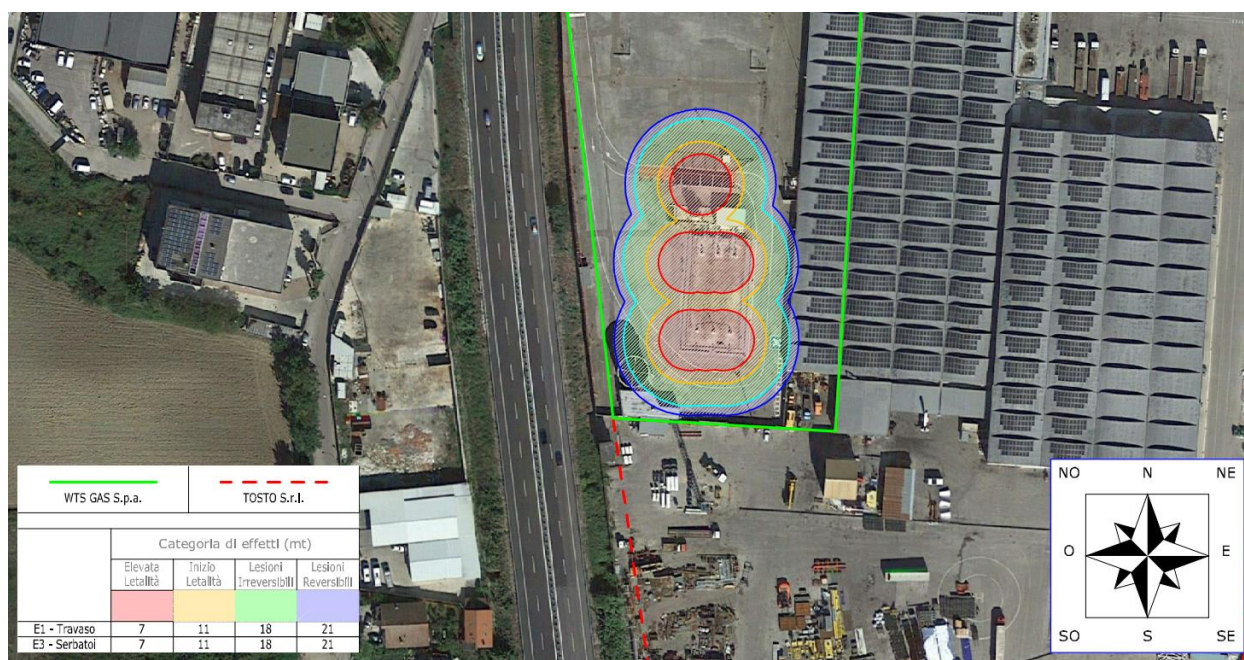 WTS GAS S.p.a.
TOSTO S.r.l.
Categoria di effetti (mt)
Elevata Letalità
Inizio Letalità
Lesioni Irreversibili
Lesioni Reversibili
E1 - Travaso 7 11 18 21
E3 - Serbatoi 7 11 18 21
NO N NE
O E
SO S SE